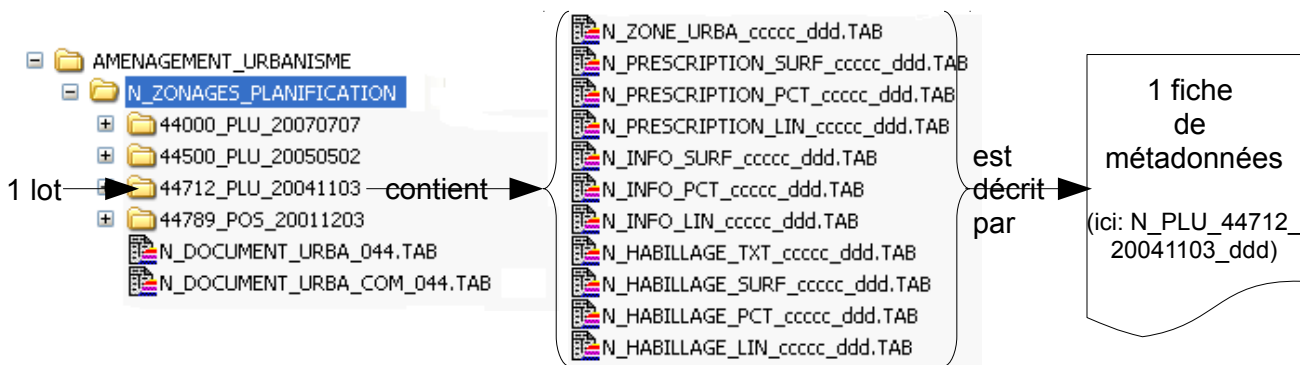 AMENAGEMENT_URBANISME
N_ZONAGES_PLANIFICATION
44000_PLU_20070707
44500_PLU_20050502
1 lot
44712_PLU_20041103
44789_POS_20011203
N_DOCUMENT_URBA_044.TAB
N_DOCUMENT_URBA_COM_044.TAB
contient
N_ZONE_URBA_ccccc_ddd.TAB
N_PRESCRIPTION_SURF_ccccc_ddd.TAB
N_PRESCRIPTION_PCT_ccccc_ddd.TAB
N_PRESCRIPTION_LIN_ccccc_ddd.TAB
N_INFO_SURF_ccccc_ddd.TAB
N_INFO_PCT_ccccc_ddd.TAB
N_INFO_LIN_ccccc_ddd.TAB
N_HABILLAGE_TXT_ccccc_ddd.TAB
N_HABILLAGE_SURF_ccccc_ddd.TAB
N_HABILLAGE_PCT_ccccc_ddd.TAB
N_HABILLAGE_LIN_ccccc_ddd.TAB
est
décrit
par
1 fiche
de
métadonnées
(ici: N_PLU_44712_
20041103_ddd)